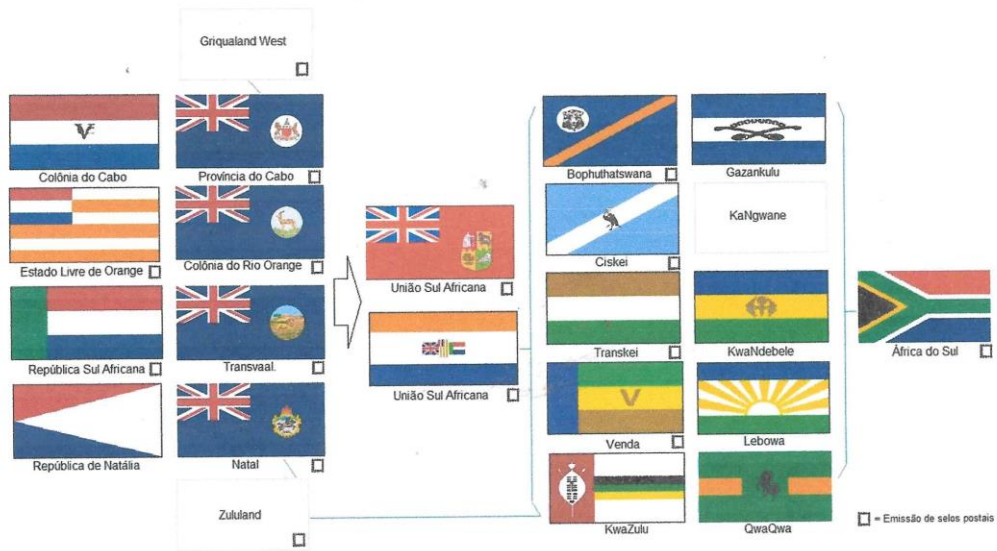 Griqualand West
Colônia do Cabo
Província do Cabo
Estado Livre de Orange
Colônia do Rio Orange
República Sul Africana
Transvaal.
República de Natália
Natal
Zululand
União Sul Africana
União Sul Africana
Bophuthatswana
Gazankulu
Ciskei
KaNgwane
Transkei
KwaNdebele
Venda
Lebowa
KwaZulu
QwaQwa
África do Sul
= Emissão de selos postais